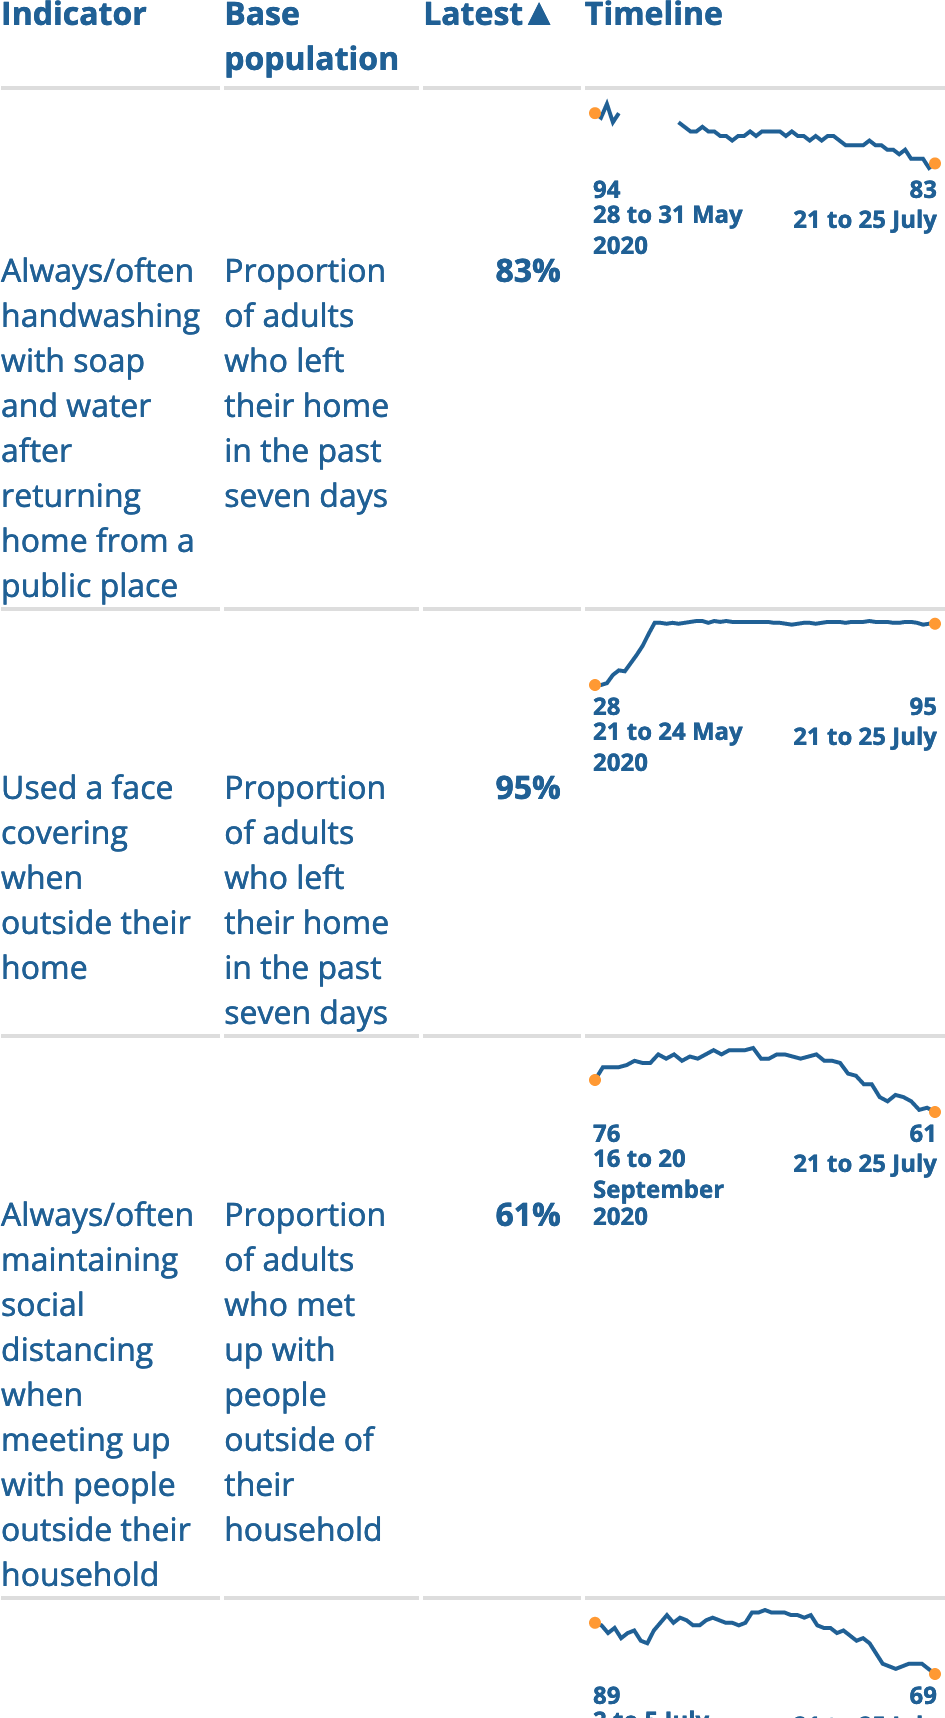 Indicator Base population Latest▲ Timeline
94 83
28 to 31 May 2020 21 to 25 July
Always/often handwashing with soap and water after returning home from a public place
Proportion of adults who left their home in the past seven days
83%
28 95
21 to 24 May 2020 21 to 25 July
Used a face covering when outside their home
Proportion of adults who left their home in the past seven days
95%
76 61
16 to 20 September 2020 21 to 25 July
Always/often maintaining social distancing when meeting up with people outside their household
Proportion of adults who met up with people outside of their household
61%
89 69